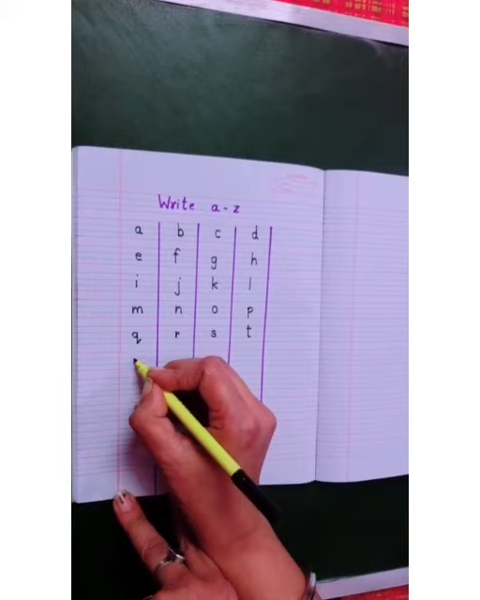 Write a-z
a b c d
e f g h
i j k l
m n o p
q r s t